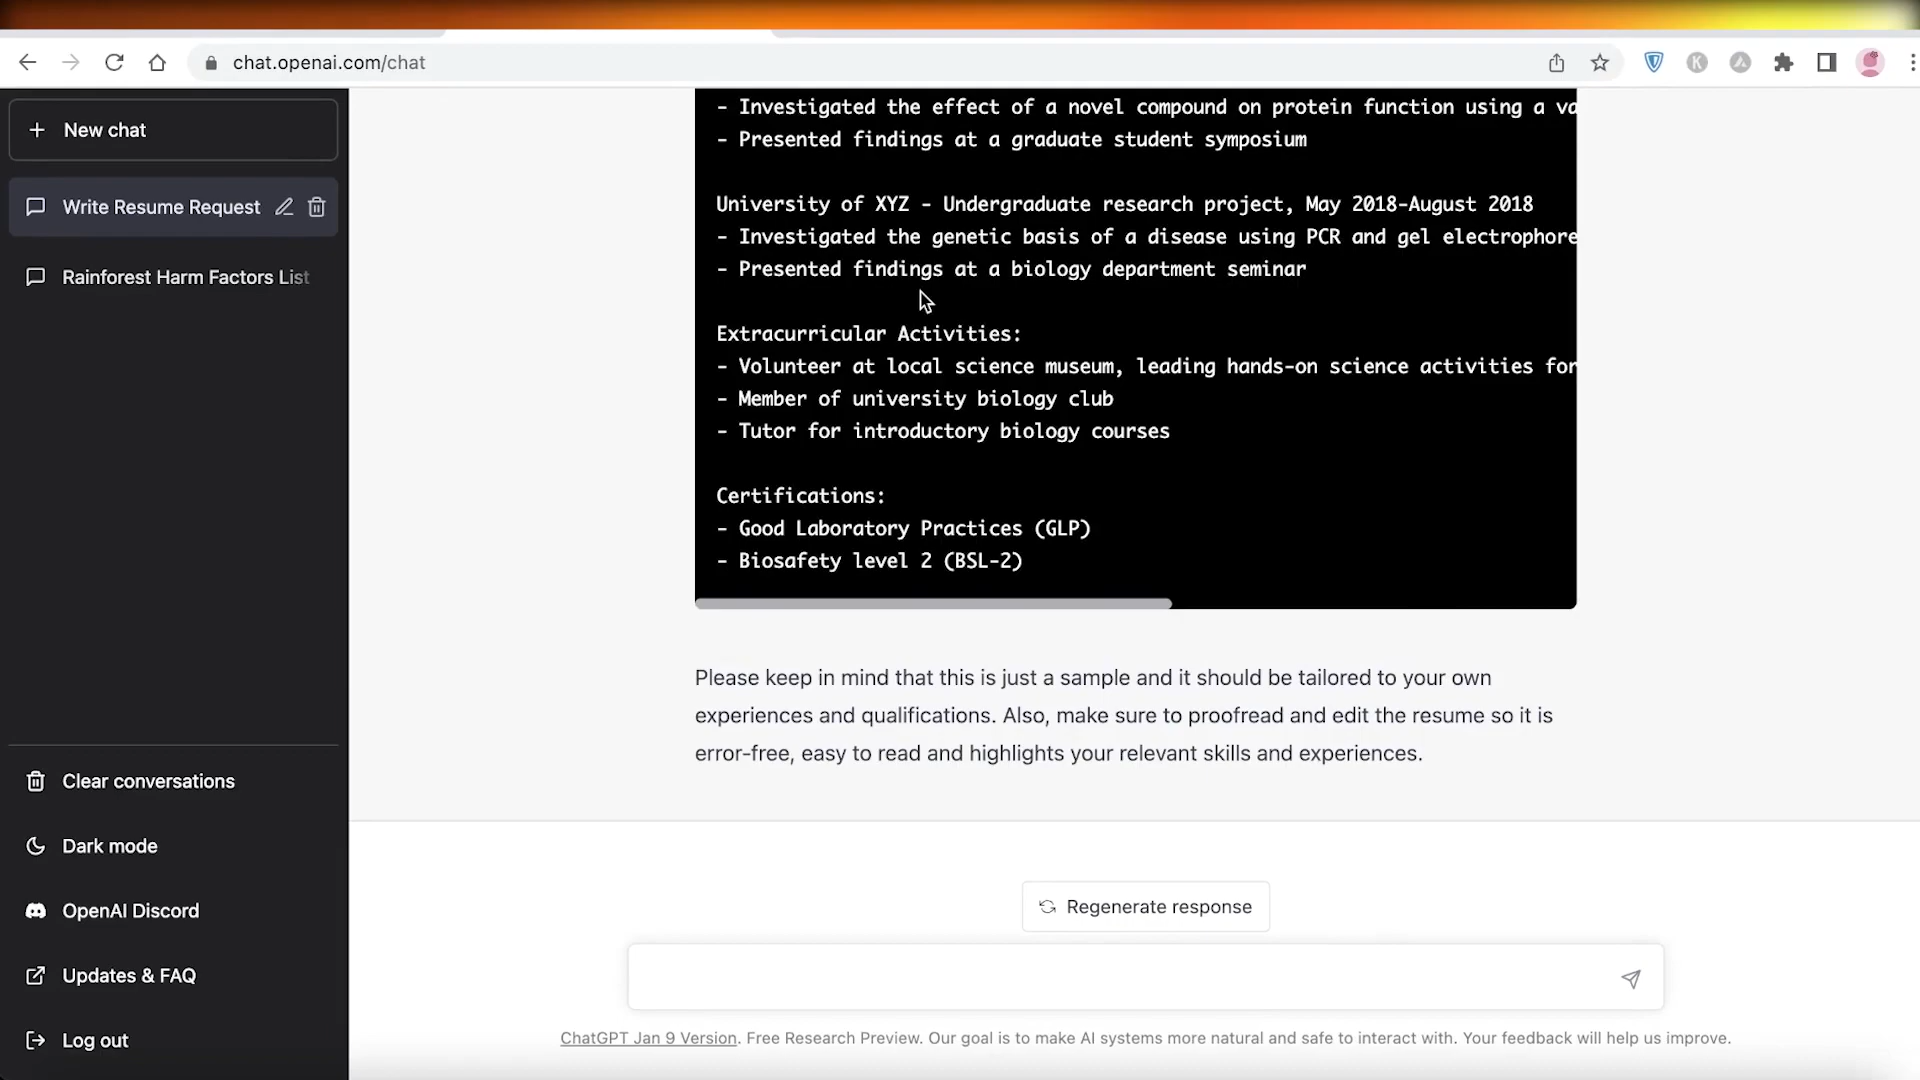 chat.openai.com/chat
New chat
Write Resume Request
Rainforest Harm Factors List
Clear conversations
Dark mode
OpenAI Discord
Updates & FAQ
Log out
- Investigated the effect of a novel compound on protein function using a va
- Presented findings at a graduate student symposium
University of XYZ - Undergraduate research project, May 2018-August 2018
- Investigated the genetic basis of a disease using PCR and gel electrophore
- Presented findings at a biology department seminar
Extracurricular Activities:
- Volunteer at local science museum, leading hands-on science activities for
- Member of university biology club
- Tutor for introductory biology courses
Certifications:
- Good Laboratory Practices (GLP)
- Biosafety level 2 (BSL-2)
Please keep in mind that this is just a sample and it should be tailored to your own
experiences and qualifications. Also, make sure to proofread and edit the resume so it is
error-free, easy to read and highlights your relevant skills and experiences.
Regenerate response
ChatGPT Jan 9 Version. Free Research Preview. Our goal is to make AI systems more natural and safe to interact with. Your feedback will help us improve.